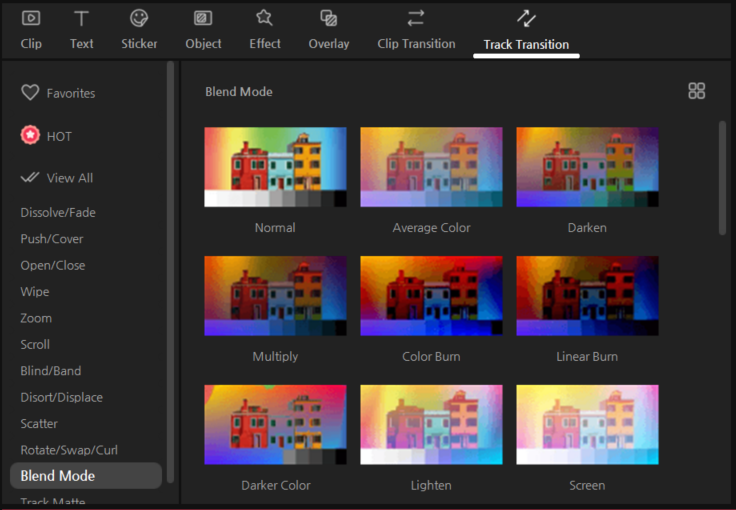 Clip Text Sticker Object Effect Overlay Clip Transition Track Transition
Favorites
HOT
View All
Dissolve/Fade
Push/Cover
Open/Close
Wipe
Zoom
Scroll
Blind/Band
Disort/Displace
Scatter
Rotate/Swap/Curl
Blend Mode
Track Matte
Blend Mode
Normal Average Color Darken
Multiply Color Burn Linear Burn
Darker Color Lighten Screen